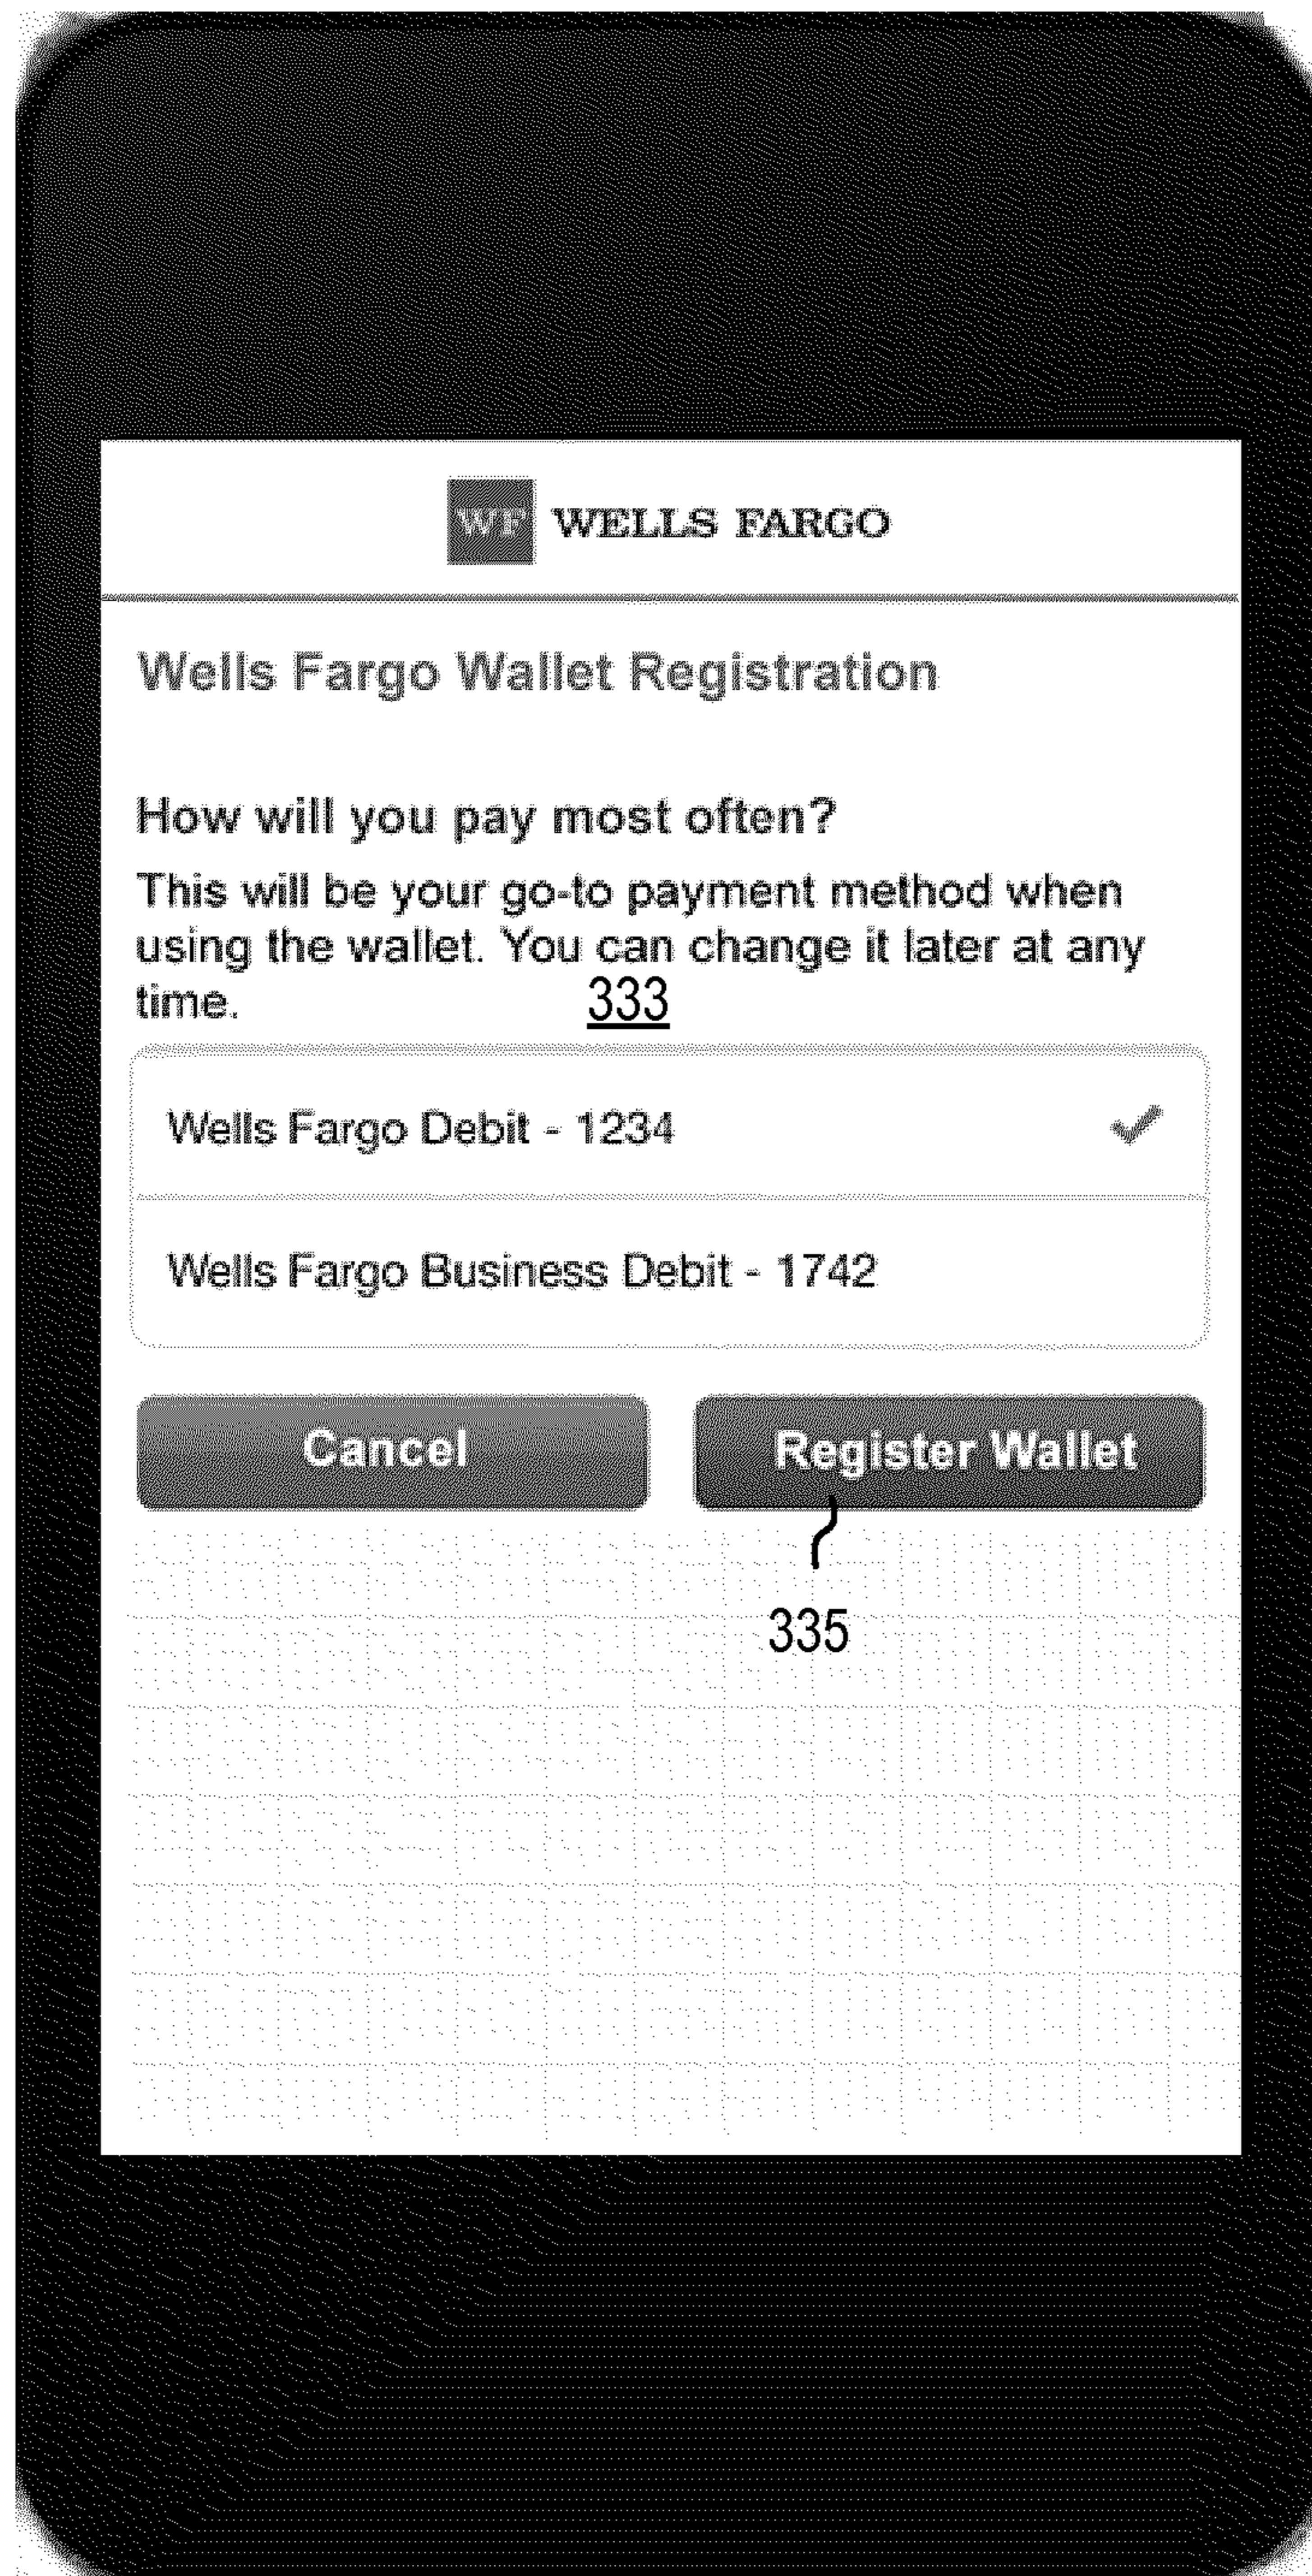 WF WELLS FARGO
Wells Fargo Wallet Registration
How will you pay most often?
This will be your go-to payment method when
using the wallet. You can change it later at any
time.
333
Wells Fargo Debit - 1234
Wells Fargo Business Debit - 1742
Cancel
Register Wallet
335